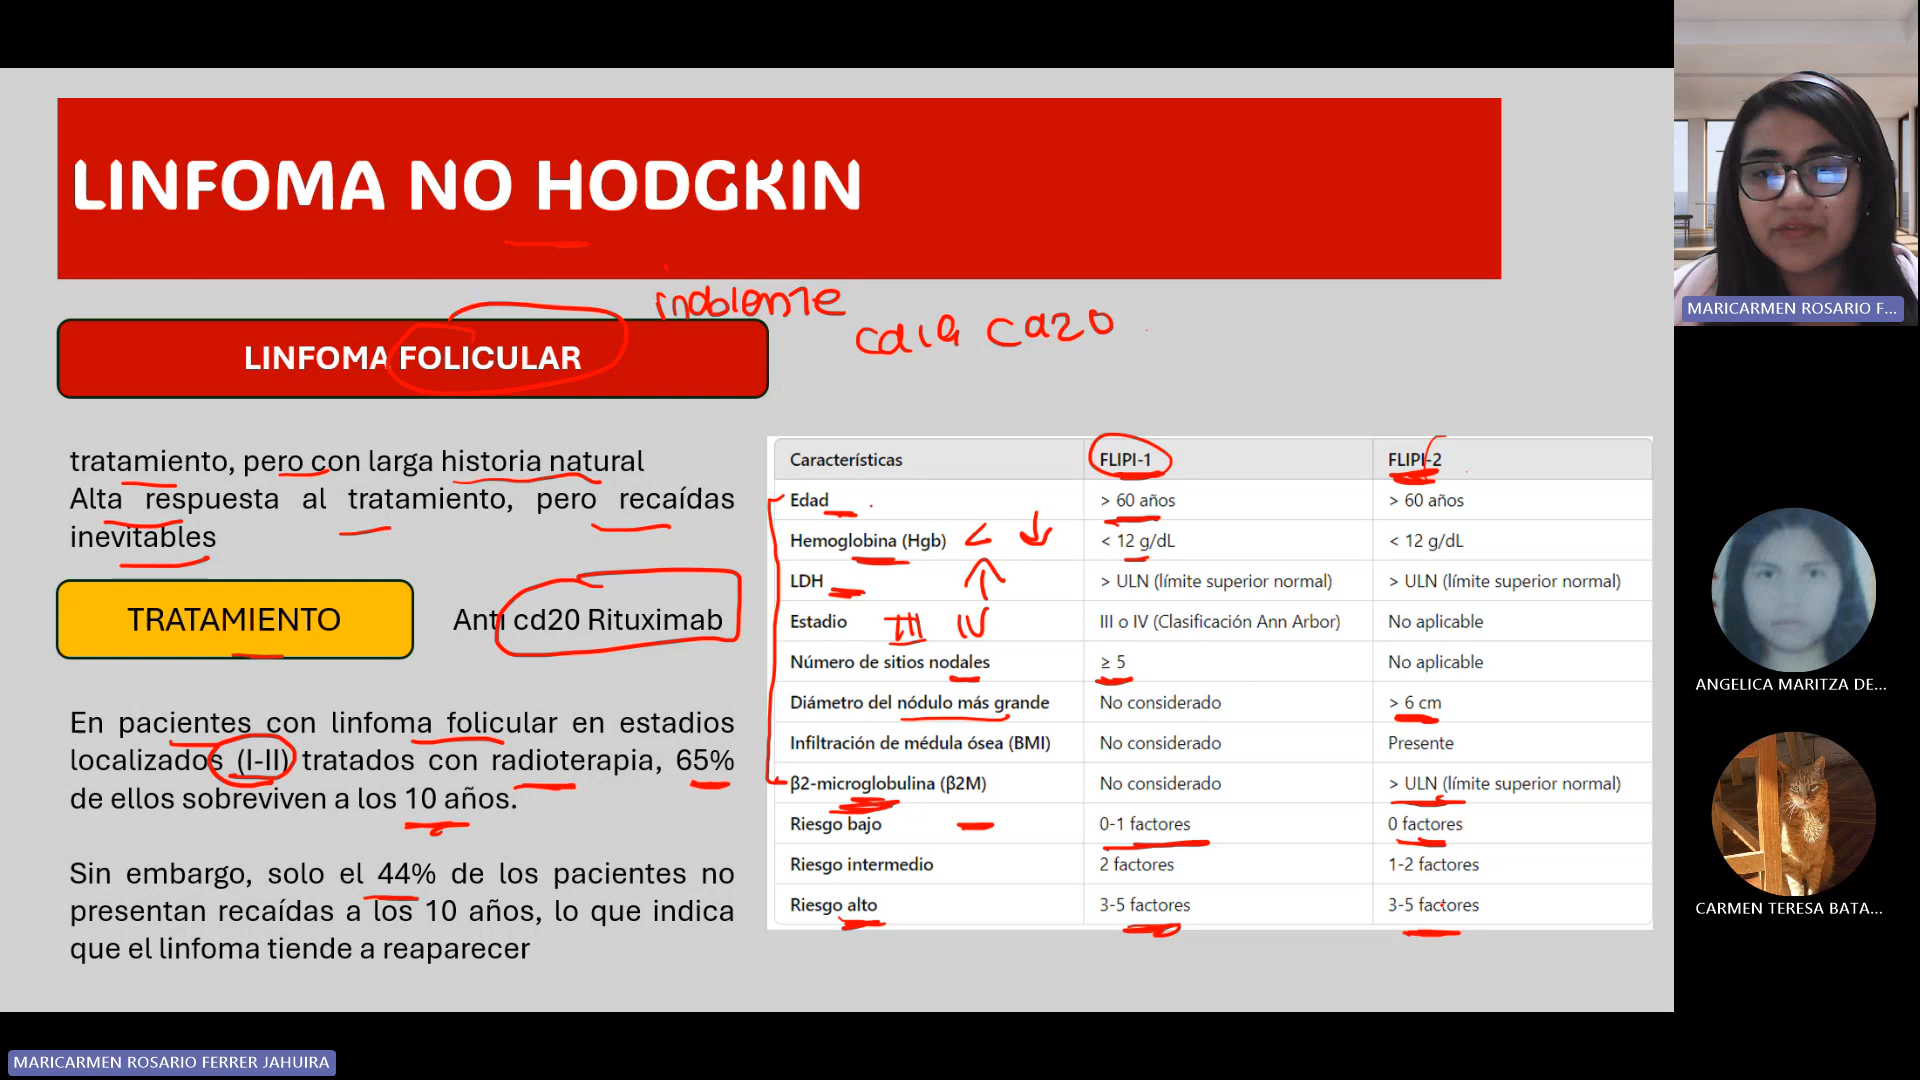 LINFOMA NO HODGKIN
indolente
cd19 cd20
LINFOMA FOLICULAR
tratamiento, pero con larga historia natural
Alta respuesta al tratamiento, pero recaídas
inevitables
TRATAMIENTO
Anti cd20 Rituximab
En pacientes con linfoma folicular en estadios
localizados (I-II) tratados con radioterapia, 65%
de ellos sobreviven a los 10 años.
Sin embargo, solo el 44% de los pacientes no
presentan recaídas a los 10 años, lo que indica
que el linfoma tiende a reaparecer
Características FLIPI-1 FLIPI-2
Edad > 60 años > 60 años
Hemoglobina (Hgb) < ↓ < 12 g/dL < 12 g/dL
LDH ↑ > ULN (límite superior normal) > ULN (límite superior normal)
Estadio III IV III o IV (Clasificación Ann Arbor) No aplicable
Número de sitios nodales ≥ 5 No aplicable
Diámetro del nódulo más grande No considerado > 6 cm
Infiltración de médula ósea (BMI) No considerado Presente
β2-microglobulina (β2M) No considerado > ULN (límite superior normal)
Riesgo bajo 0-1 factores 0 factores
Riesgo intermedio 2 factores 1-2 factores
Riesgo alto 3-5 factores 3-5 factores
MARICARMEN ROSARIO F...
ANGELICA MARITZA DE...
CARMEN TERESA BATA...
MARICARMEN ROSARIO FERRER JAHUIRA